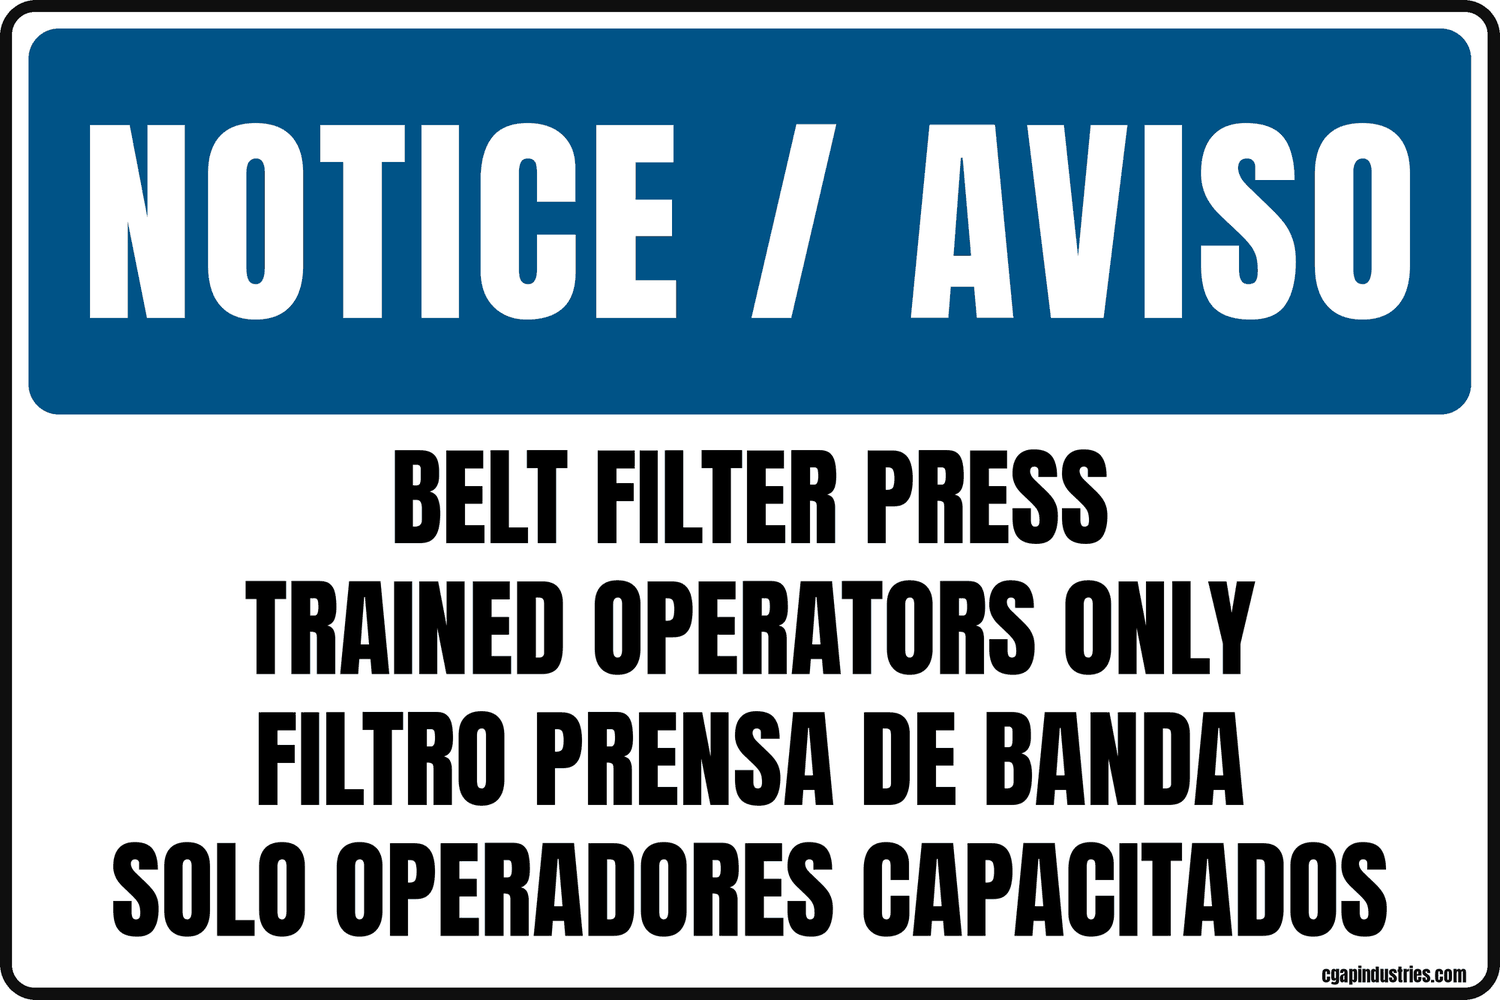 NOTICE / AVISO
BELT FILTER PRESS
TRAINED OPERATORS ONLY
FILTRO PRENSA DE BANDA
SOLO OPERADORES CAPACITADOS
cgapindustries.com